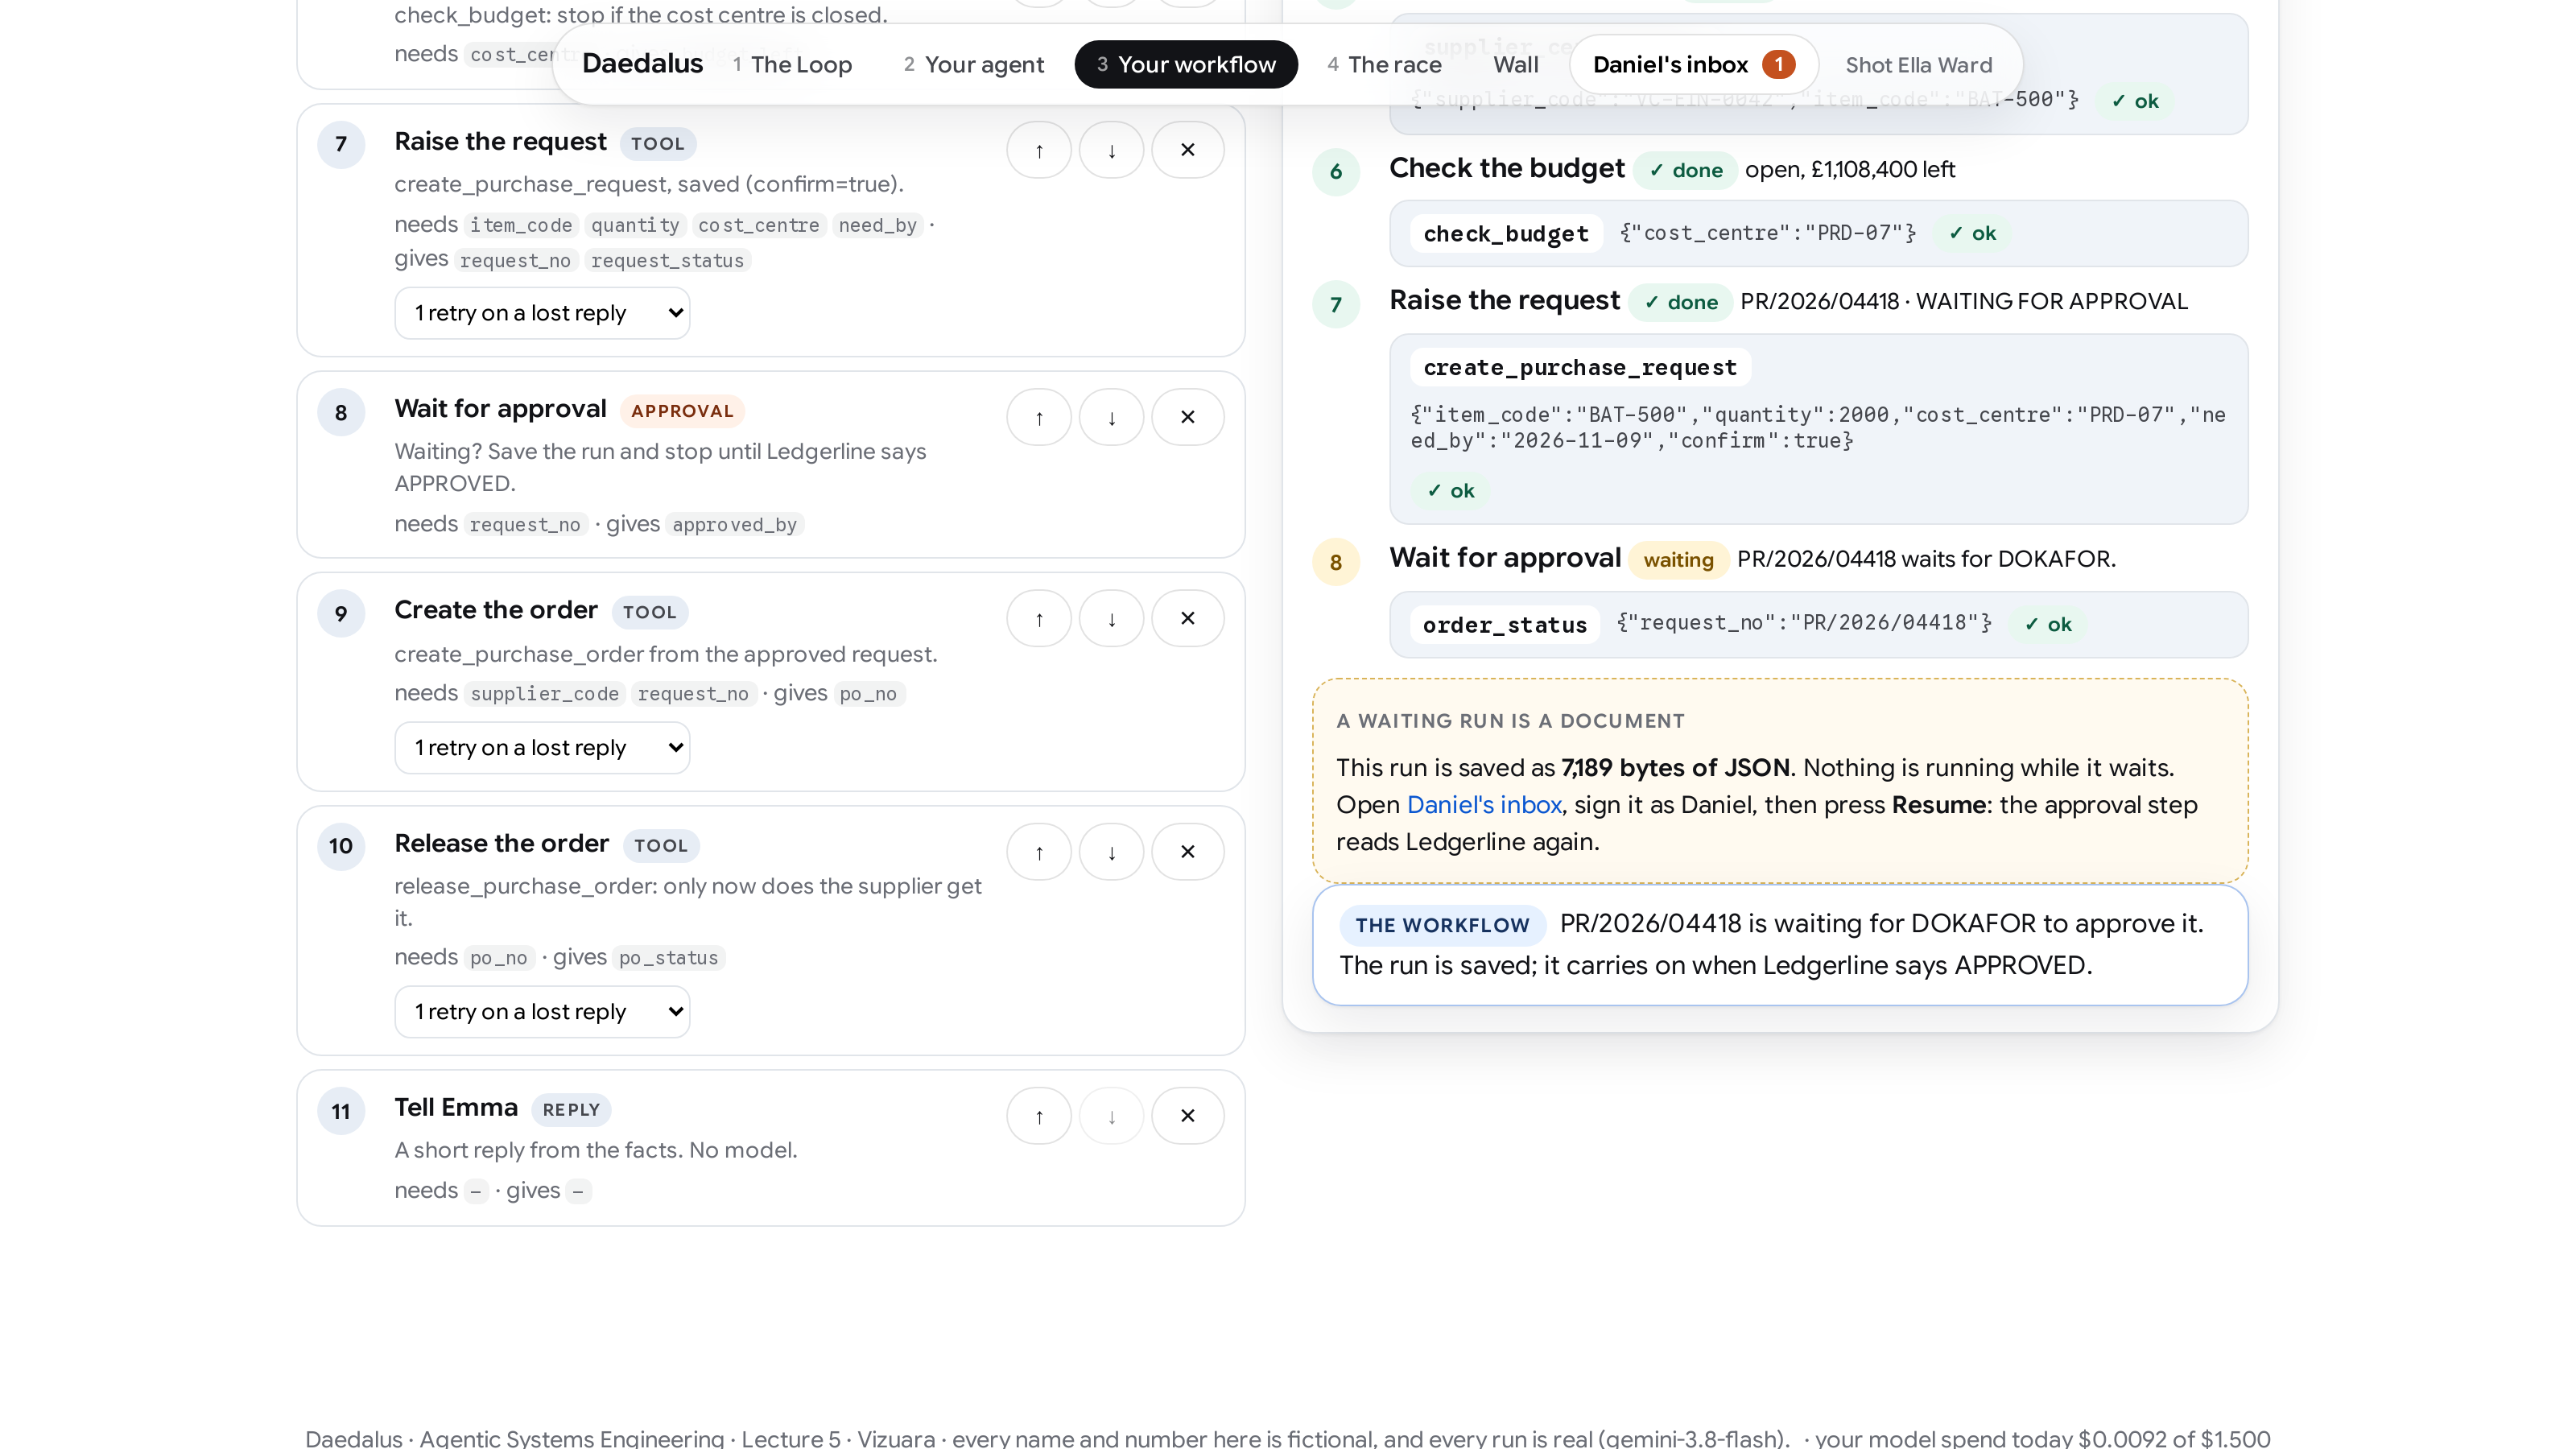 check_budget: stop if the cost centre is closed.
needs cost_cent
Daedalus 1 The Loop 2 Your agent 3 Your workflow 4 The race Wall Daniel's inbox 1 Shot Ella Ward
7 Raise the request TOOL ↑ ↓ ✕
create_purchase_request, saved (confirm=true).
needs item_code quantity cost_centre need_by ·
gives request_no request_status
1 retry on a lost reply
8 Wait for approval APPROVAL ↑ ↓ ✕
Waiting? Save the run and stop until Ledgerline says
APPROVED.
needs request_no · gives approved_by
9 Create the order TOOL ↑ ↓ ✕
create_purchase_order from the approved request.
needs supplier_code request_no · gives po_no
1 retry on a lost reply
10 Release the order TOOL ↑ ↓ ✕
release_purchase_order: only now does the supplier get
it.
needs po_no · gives po_status
1 retry on a lost reply
11 Tell Emma REPLY ↑ ↓ ✕
A short reply from the facts. No model.
needs – · gives –
{"supplier_code":"VC-EIN-0042","item_code":"BAT-500"} ✓ ok
6 Check the budget ✓ done open, £1,108,400 left
check_budget {"cost_centre":"PRD-07"} ✓ ok
7 Raise the request ✓ done PR/2026/04418 · WAITING FOR APPROVAL
create_purchase_request
{"item_code":"BAT-500","quantity":2000,"cost_centre":"PRD-07","ne
ed_by":"2026-11-09","confirm":true}
✓ ok
8 Wait for approval waiting PR/2026/04418 waits for DOKAFOR.
order_status {"request_no":"PR/2026/04418"} ✓ ok
A WAITING RUN IS A DOCUMENT
This run is saved as 7,189 bytes of JSON. Nothing is running while it waits.
Open Daniel's inbox, sign it as Daniel, then press Resume: the approval step
reads Ledgerline again.
THE WORKFLOW PR/2026/04418 is waiting for DOKAFOR to approve it.
The run is saved; it carries on when Ledgerline says APPROVED.
Daedalus · Agentic Systems Engineering · Lecture 5 · Vizuara · every name and number here is fictional, and every run is real (gemini-3.8-flash). · your model spend today $0.0092 of $1.500